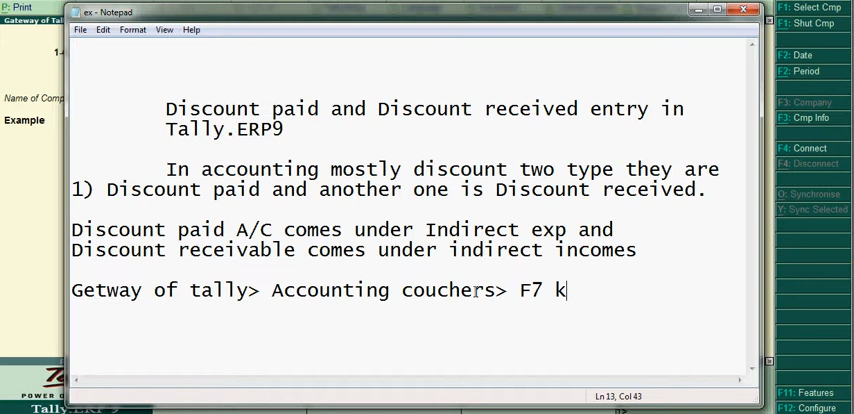 P: Print
Gateway of Tal
ex - Notepad
File Edit Format View Help
Name of Comp
Example
Discount paid and Discount received entry in
Tally.ERP9
In accounting mostly discount two type they are
1) Discount paid and another one is Discount received.
Discount paid A/C comes under Indirect exp and
Discount receivable comes under indirect incomes
Getway of tally> Accounting couchers> F7 k
Ln 13, Col 43
POWER O
Tally.ERP 9
F1: Select Cmp
F1: Shut Cmp
F2: Date
F2: Period
F3: Company
F3: Cmp Info
F4: Connect
F4: Disconnect
O: Synchronise
Y: Sync Selected
F11: Features
F12: Configure